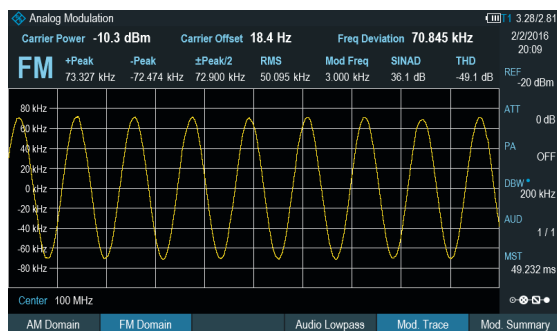 Analog Modulation
T1 3.28/2.81
Carrier Power -10.3 dBm Carrier Offset 18.4 Hz Freq Deviation 70.845 kHz
2/2/2016
20:09
FM
+Peak -Peak ±Peak/2 RMS Mod Freq SINAD THD
73.327 kHz -72.474 kHz 72.900 kHz 50.095 kHz 3.000 kHz 36.1 dB -49.1 dB
REF
-20 dBm
ATT
0 dB
PA
OFF
DBW *
200 kHz
AUD
1 / 1
MST
49.232 ms
80 kHz
60 kHz
40 kHz
20 kHz
0 kHz
-20 kHz
-40 kHz
-60 kHz
-80 kHz
Center 100 MHz
AM Domain FM Domain Audio Lowpass Mod. Trace Mod. Summary